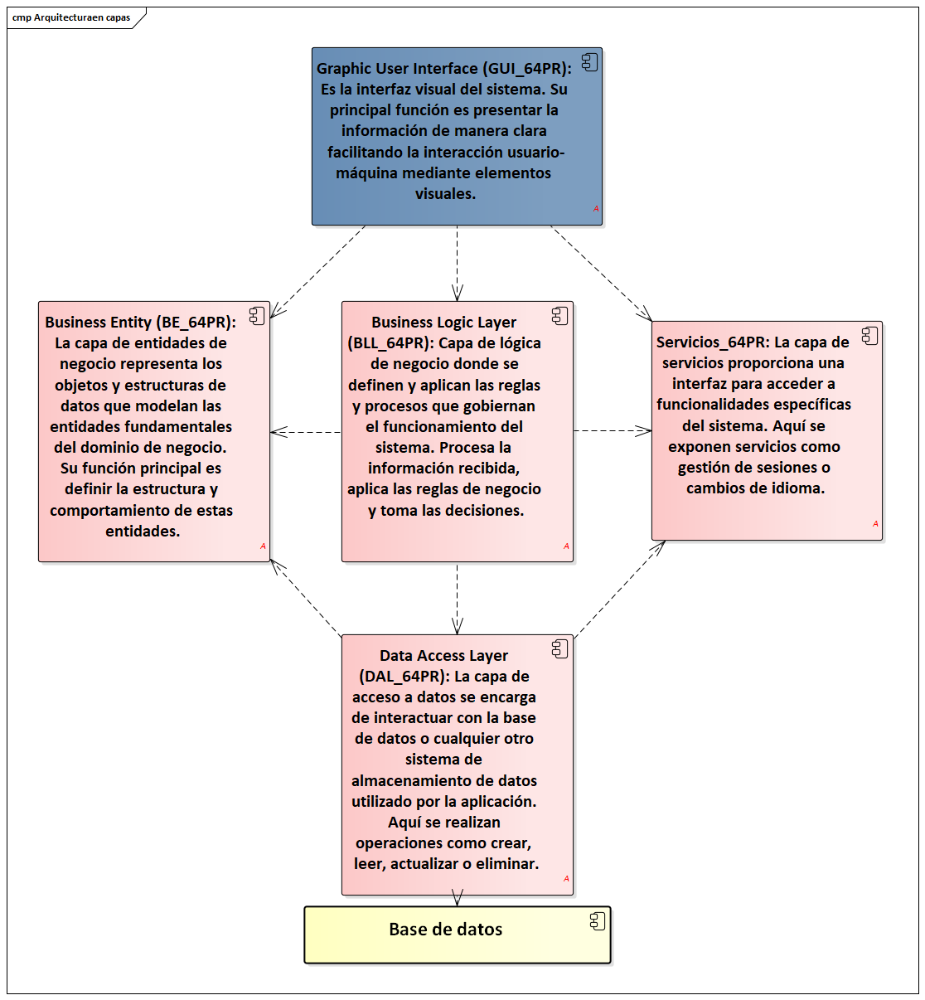 cmp Arquitecturaen capas
Graphic User Interface (GUI_64PR):
Es la interfaz visual del sistema. Su
principal función es presentar la
información de manera clara
facilitando la interacción usuario-
máquina mediante elementos
visuales.
A
Business Entity (BE_64PR):
La capa de entidades de
negocio representa los
objetos y estructuras de
datos que modelan las
entidades fundamentales
del dominio de negocio.
Su función principal es
definir la estructura y
comportamiento de estas
entidades.
A
Business Logic Layer
(BLL_64PR): Capa de lógica
de negocio donde se
definen y aplican las reglas
y procesos que gobiernan
el funcionamiento del
sistema. Procesa la
información recibida,
aplica las reglas de negocio
y toma las decisiones.
A
Servicios_64PR: La capa de
servicios proporciona una
interfaz para acceder a
funcionalidades específicas
del sistema. Aquí se
exponen servicios como
gestión de sesiones o
cambios de idioma.
A
Data Access Layer
(DAL_64PR): La capa de
acceso a datos se encarga
de interactuar con la base
de datos o cualquier otro
sistema de
almacenamiento de datos
utilizado por la aplicación.
Aquí se realizan
operaciones como crear,
leer, actualizar o eliminar.
A
Base de datos